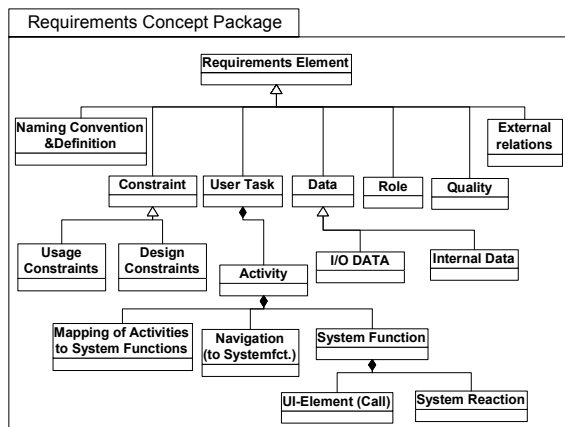 Requirements Concept Package
Requirements Element
Naming Convention
&Definition
External
relations
Constraint
User Task
Data
Role
Quality
Usage
Constraints
Design
Constraints
I/O DATA
Internal Data
Activity
Mapping of Activities
to System Functions
Navigation
(to Systemfct.)
System Function
UI-Element (Call)
System Reaction